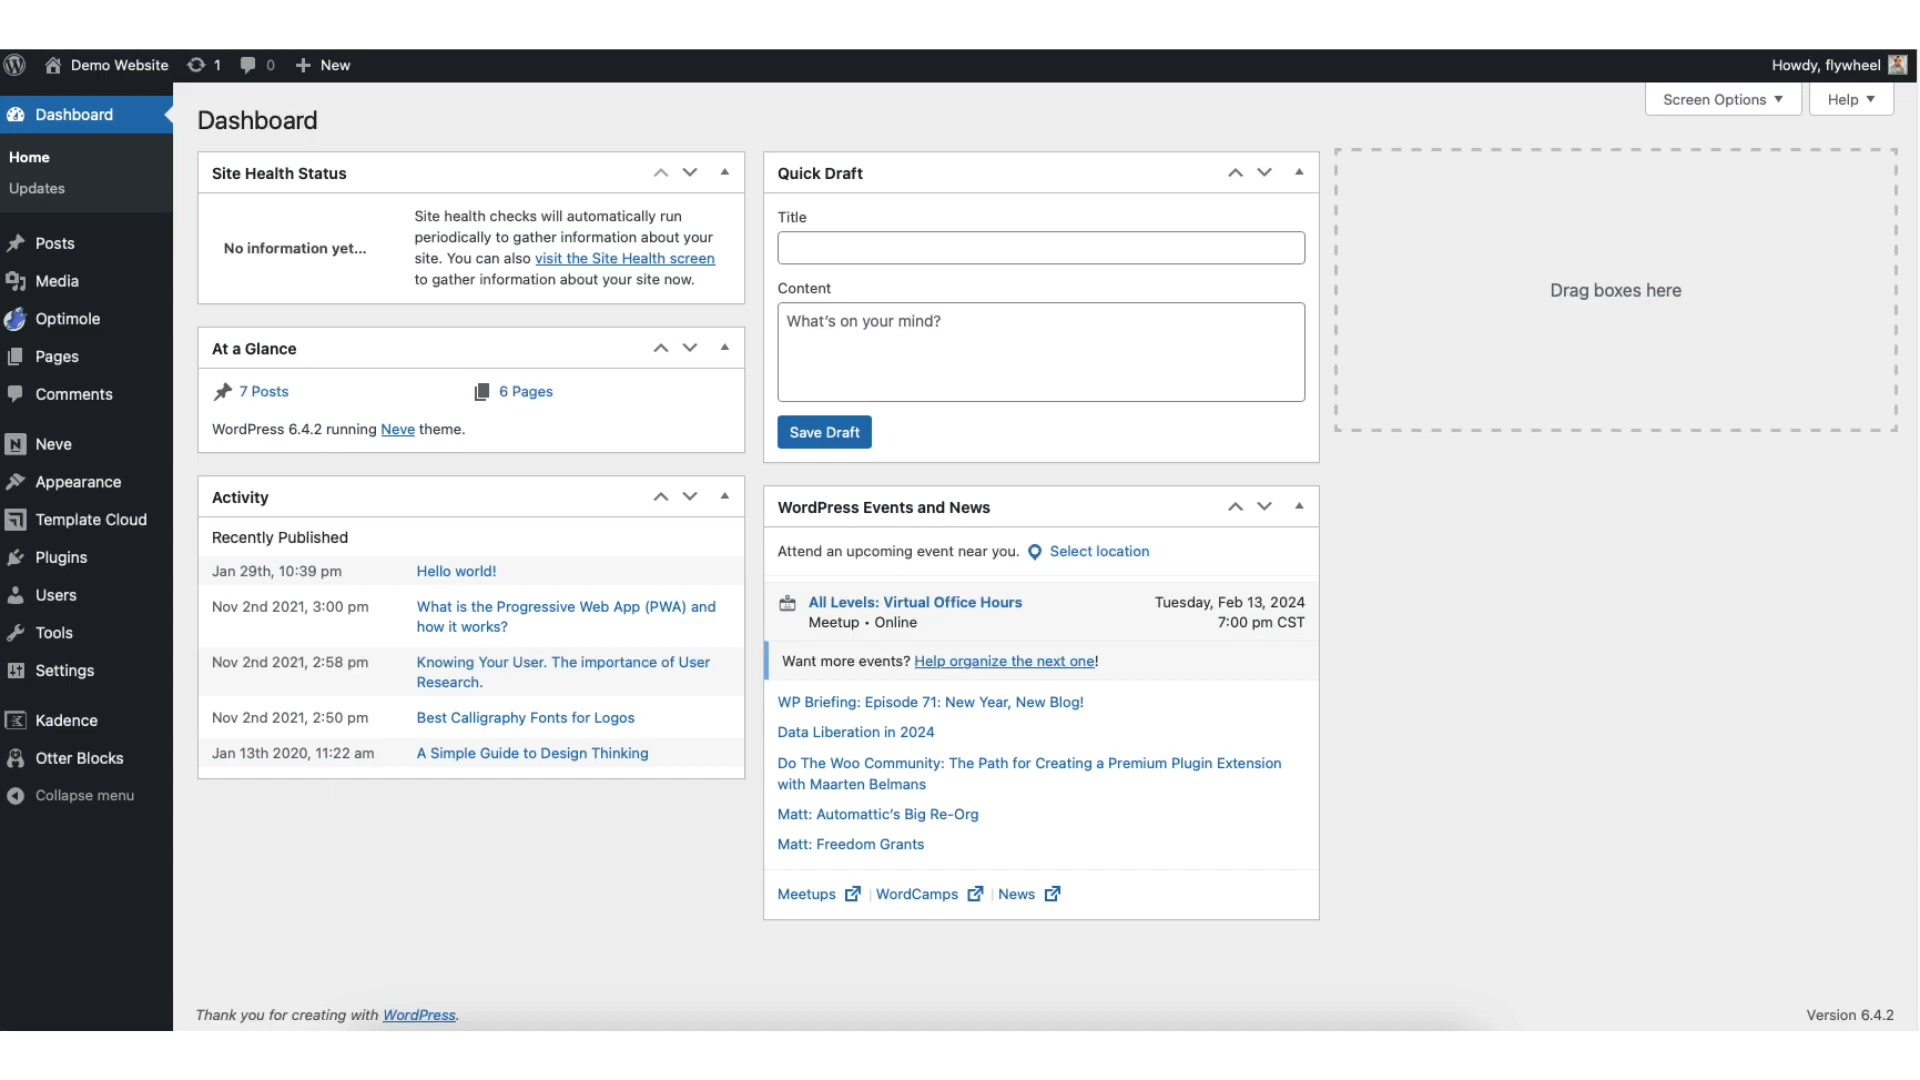 Demo Website 1 0 New Howdy, flywheel
Dashboard
Home
Updates
Posts
Media
Optimole
Pages
Comments
Neve
Appearance
Template Cloud
Plugins
Users
Tools
Settings
Kadence
Otter Blocks
Collapse menu
Screen Options Help
Dashboard
Site Health Status
No information yet...
Site health checks will automatically run
periodically to gather information about your
site. You can also visit the Site Health screen
to gather information about your site now.
At a Glance
7 Posts 6 Pages
WordPress 6.4.2 running Neve theme.
Activity
Recently Published
Jan 29th, 10:39 pm Hello world!
Nov 2nd 2021, 3:00 pm What is the Progressive Web App (PWA) and
how it works?
Nov 2nd 2021, 2:58 pm Knowing Your User. The importance of User
Research.
Nov 2nd 2021, 2:50 pm Best Calligraphy Fonts for Logos
Jan 13th 2020, 11:22 am A Simple Guide to Design Thinking
Quick Draft
Title
Content
What's on your mind?
Save Draft
WordPress Events and News
Attend an upcoming event near you. Select location
All Levels: Virtual Office Hours Tuesday, Feb 13, 2024
Meetup • Online 7:00 pm CST
Want more events? Help organize the next one!
WP Briefing: Episode 71: New Year, New Blog!
Data Liberation in 2024
Do The Woo Community: The Path for Creating a Premium Plugin Extension
with Maarten Belmans
Matt: Automattic's Big Re-Org
Matt: Freedom Grants
Meetups | WordCamps | News
Drag boxes here
Thank you for creating with WordPress. Version 6.4.2